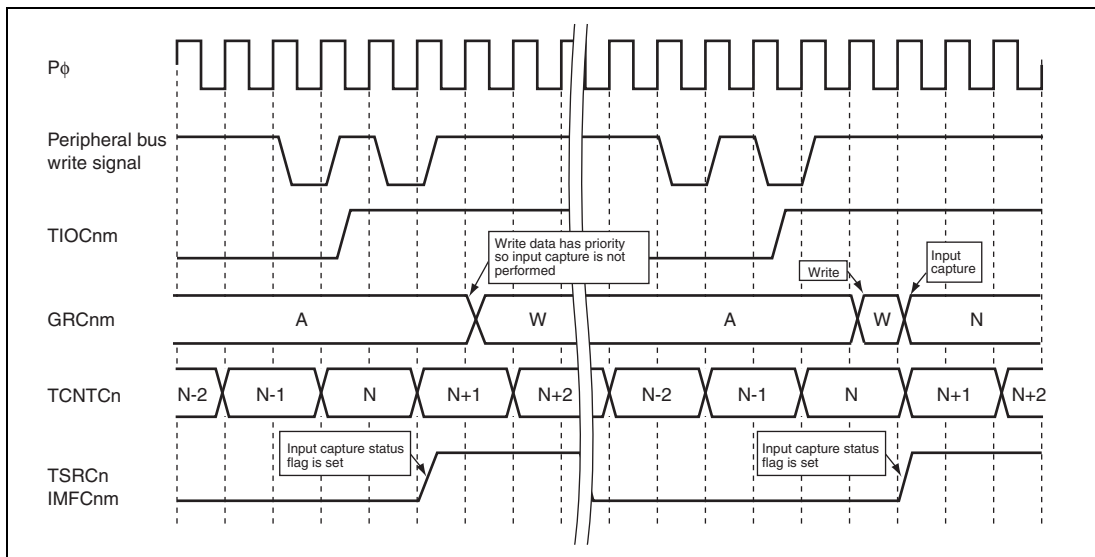 Pφ
Peripheral bus
write signal
TIOCnm
Write data has priority
so input capture is not
performed
Write
Input
capture
GRCnm
A
W
A
W
N
TCNTCn
N-2
N-1
N
N+1
N+2
N-2
N-1
N
N+1
N+2
Input capture status
flag is set
Input capture status
flag is set
TSRCn
IMFCnm